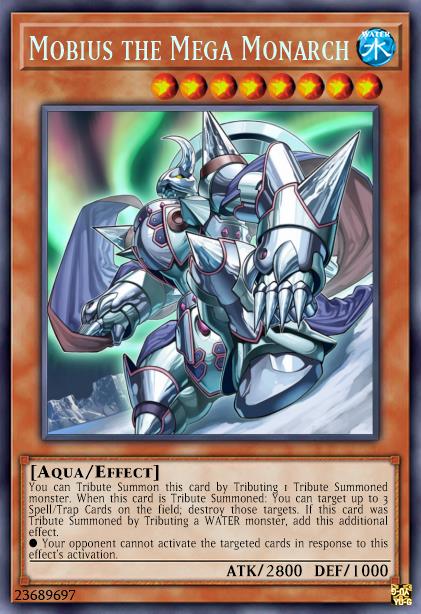 MOBIUS THE MEGA MONARCH
WATER
水
[AQUA/EFFECT]
You can Tribute Summon this card by Tributing 1 Tribute Summoned
monster. When this card is Tribute Summoned: You can target up to 3
Spell/Trap Cards on the field; destroy those targets. If this card was
Tribute Summoned by Tributing a WATER monster, add this additional
effect.
● Your opponent cannot activate the targeted cards in response to this
effect's activation.
ATK/2800 DEF/1000
23689697